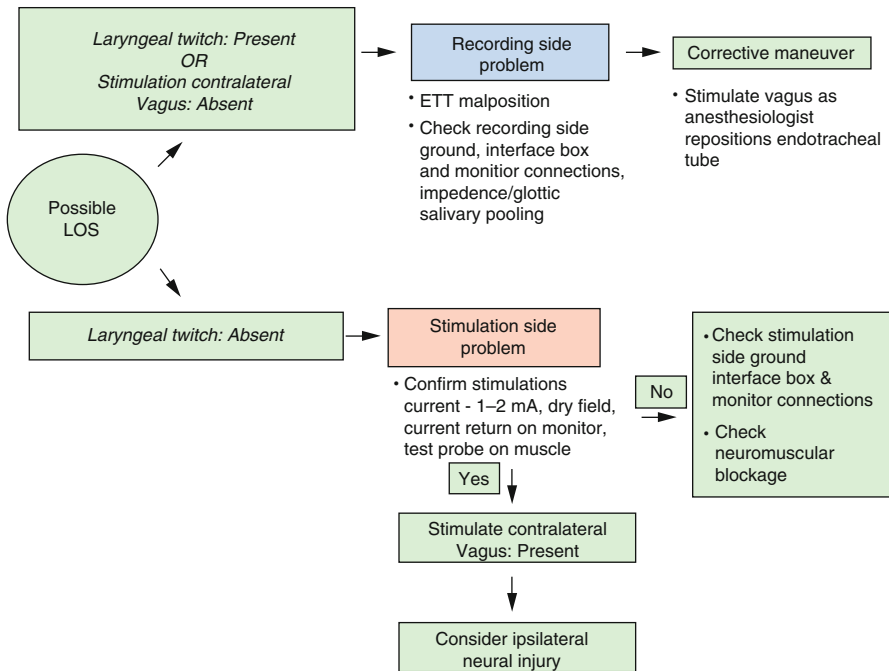 Laryngeal twitch: Present
OR
Stimulation contralateral
Vagus: Absent
Recording side
problem
• ETT malposition
• Check recording side
ground, interface box
and monitior connections,
impedence/glottic
salivary pooling
Corrective maneuver
• Stimulate vagus as
anesthesiologist
repositions endotracheal
tube
Possible
LOS
Laryngeal twitch: Absent
Stimulation side
problem
• Confirm stimulations
current - 1–2 mA, dry field,
current return on monitor,
test probe on muscle
No
• Check stimulation
side ground
interface box &
monitor connections
• Check
neuromuscular
blockage
Yes
Stimulate contralateral
Vagus: Present
Consider ipsilateral
neural injury